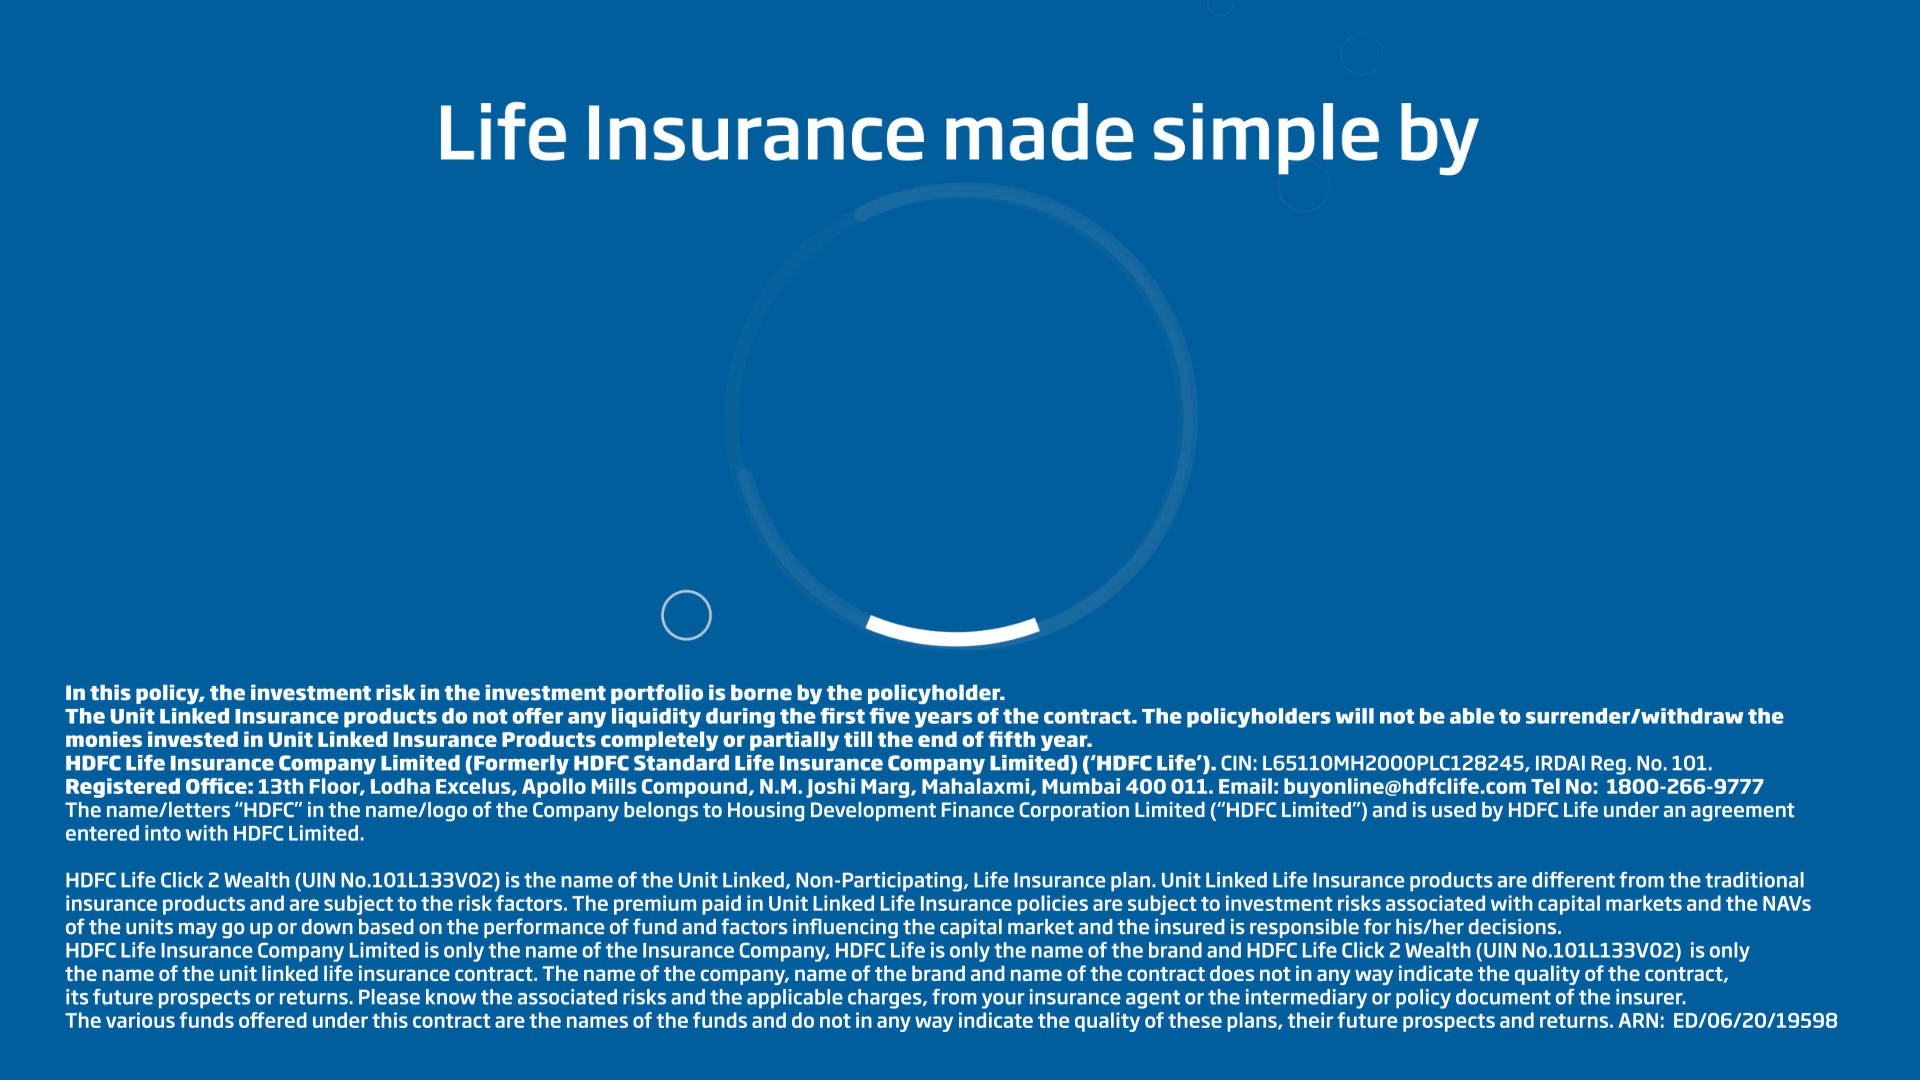 Life Insurance made simple by
In this policy, the investment risk in the investment portfolio is borne by the policyholder.
The Unit Linked Insurance products do not offer any liquidity during the first five years of the contract. The policyholders will not be able to surrender/withdraw the
monies invested in Unit Linked Insurance Products completely or partially till the end of fifth year.
HDFC Life Insurance Company Limited (Formerly HDFC Standard Life Insurance Company Limited) (‘HDFC Life’). CIN: L65110MH2000PLC128245, IRDAI Reg. No. 101.
Registered Office: 13th Floor, Lodha Excelus, Apollo Mills Compound, N.M. Joshi Marg, Mahalaxmi, Mumbai 400 011. Email: buyonline@hdfclife.com Tel No: 1800-266-9777
The name/letters “HDFC” in the name/logo of the Company belongs to Housing Development Finance Corporation Limited (“HDFC Limited”) and is used by HDFC Life under an agreement
entered into with HDFC Limited.
HDFC Life Click 2 Wealth (UIN No.101L133V02) is the name of the Unit Linked, Non-Participating, Life Insurance plan. Unit Linked Life Insurance products are different from the traditional
insurance products and are subject to the risk factors. The premium paid in Unit Linked Life Insurance policies are subject to investment risks associated with capital markets and the NAVs
of the units may go up or down based on the performance of fund and factors influencing the capital market and the insured is responsible for his/her decisions.
HDFC Life Insurance Company Limited is only the name of the Insurance Company, HDFC Life is only the name of the brand and HDFC Life Click 2 Wealth (UIN No.101L133V02) is only
the name of the unit linked life insurance contract. The name of the company, name of the brand and name of the contract does not in any way indicate the quality of the contract,
its future prospects or returns. Please know the associated risks and the applicable charges, from your insurance agent or the intermediary or policy document of the insurer.
The various funds offered under this contract are the names of the funds and do not in any way indicate the quality of these plans, their future prospects and returns. ARN: ED/06/20/19598